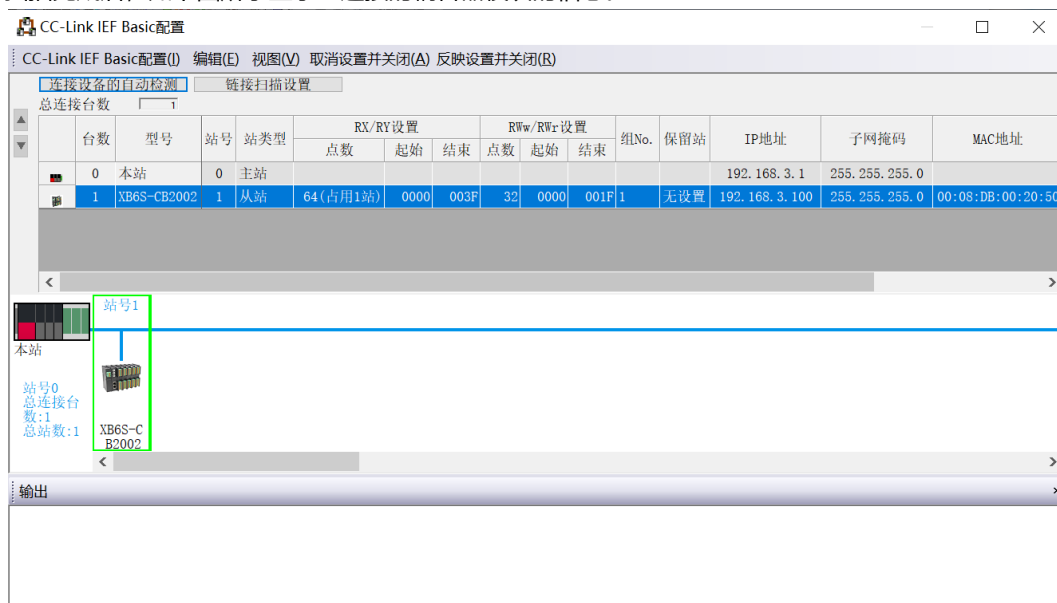 CC-Link IEF Basic配置
CC-Link IEF Basic配置(I) 编辑(E) 视图(V) 取消设置并关闭(A) 反映设置并关闭(R)
连接设备的自动检测 链接扫描设置
总连接台数 1
台数 型号 站号 站类型 RX/RY设置 RWw/RWr设置 组No. 保留站 IP地址 子网掩码 MAC地址
点数 起始 结束 点数 起始 结束
0 本站 0 主站 192.168.3.1 255.255.255.0
1 XB6S-CB2002 1 从站 64(占用1站) 0000 003F 32 0000 001F 1 无设置 192.168.3.100 255.255.255.0 00:08:DB:00:20:50
站号1
本站
站号0
总连接台
数:1
总站数:1
XB6S-C
B2002
输出